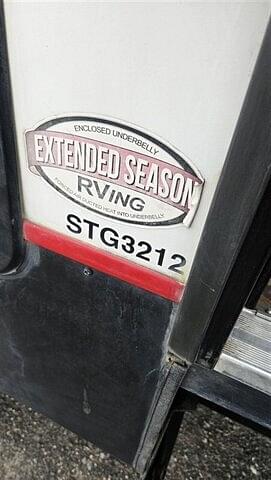 ENCLOSED UNDERBELLY
EXTENDED SEASON
RVING
FORCED AIR DUCTED HEAT INTO UNDERBELLY
STG3212